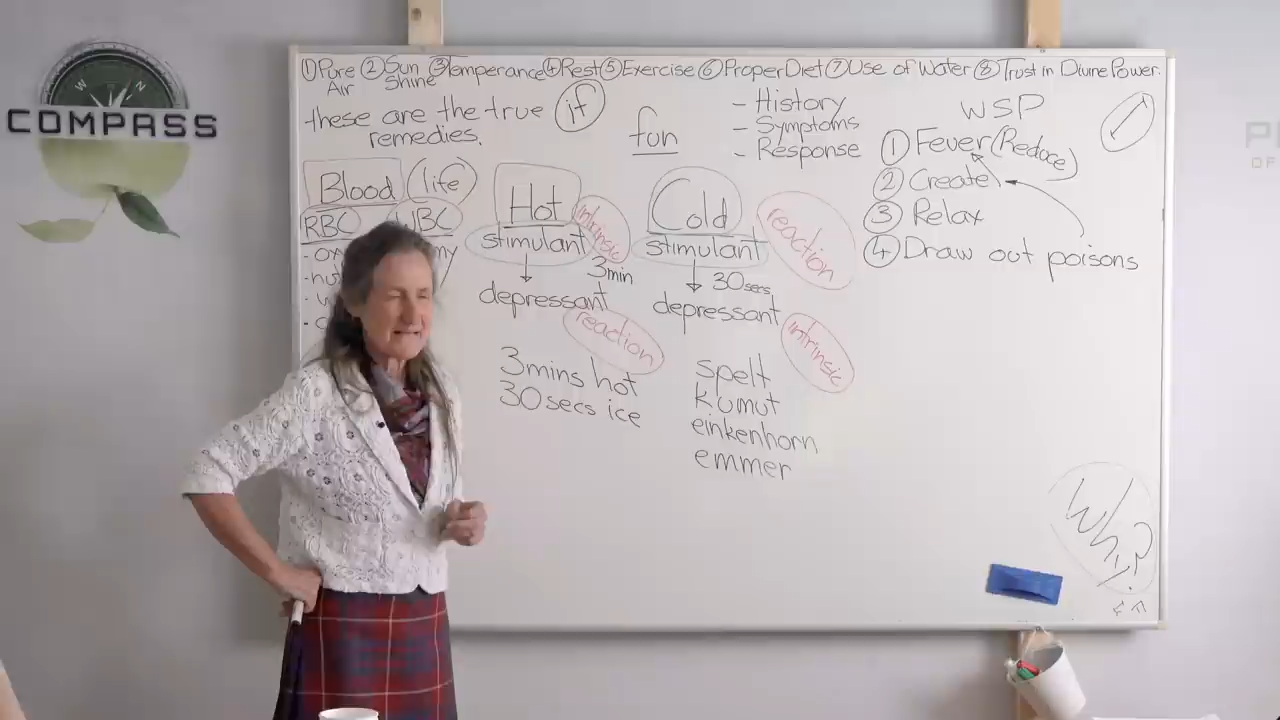 ① Pure Air ② Sun Shine ③ Temperance ④ Rest ⑤ Exercise ⑥ Proper Diet ⑦ Use of Water ⑧ Trust in Divine Power.
these are the true
remedies.
if
fun
- History
- Symptoms
- Response
WSP
① Fever (Reduce)
② Create
③ Relax
④ Draw out poisons
Blood
life
RBC
Hot
stimulant
intrinsic
3min
depressant
reaction
3mins hot
30secs ice
Cold
stimulant
reaction
30secs
depressant
intrinsic
spelt
kumut
einkenhorn
emmer
Why?
W N
COMPASS